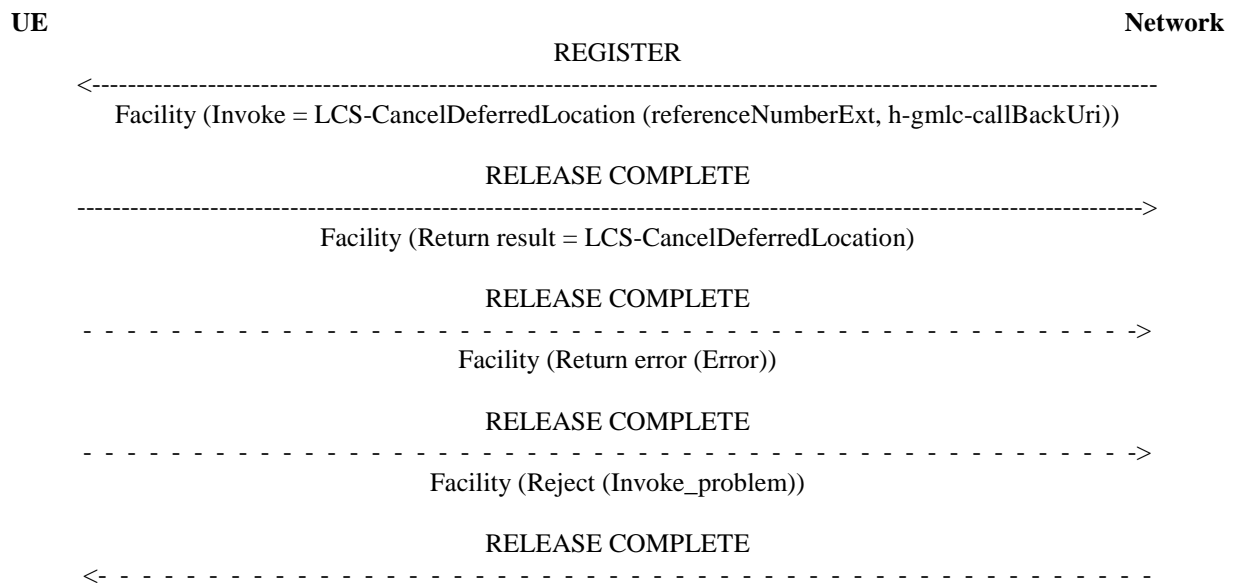 UE Network
REGISTER
<------------------------------------------------------------------------------------------------------------------------
Facility (Invoke = LCS-CancelDeferredLocation (referenceNumberExt, h-gmlc-callBackUri))
RELEASE COMPLETE
------------------------------------------------------------------------------------------------------------------------>
Facility (Return result = LCS-CancelDeferredLocation)
RELEASE COMPLETE
- - - - - - - - - - - - - - - - - - - - - - - - - - - - - - - - - - - - - - - - - - - - - - - ->
Facility (Return error (Error))
RELEASE COMPLETE
- - - - - - - - - - - - - - - - - - - - - - - - - - - - - - - - - - - - - - - - - - - - - - - ->
Facility (Reject (Invoke_problem))
RELEASE COMPLETE
<- - - - - - - - - - - - - - - - - - - - - - - - - - - - - - - - - - - - - - - - - - - - - - - -